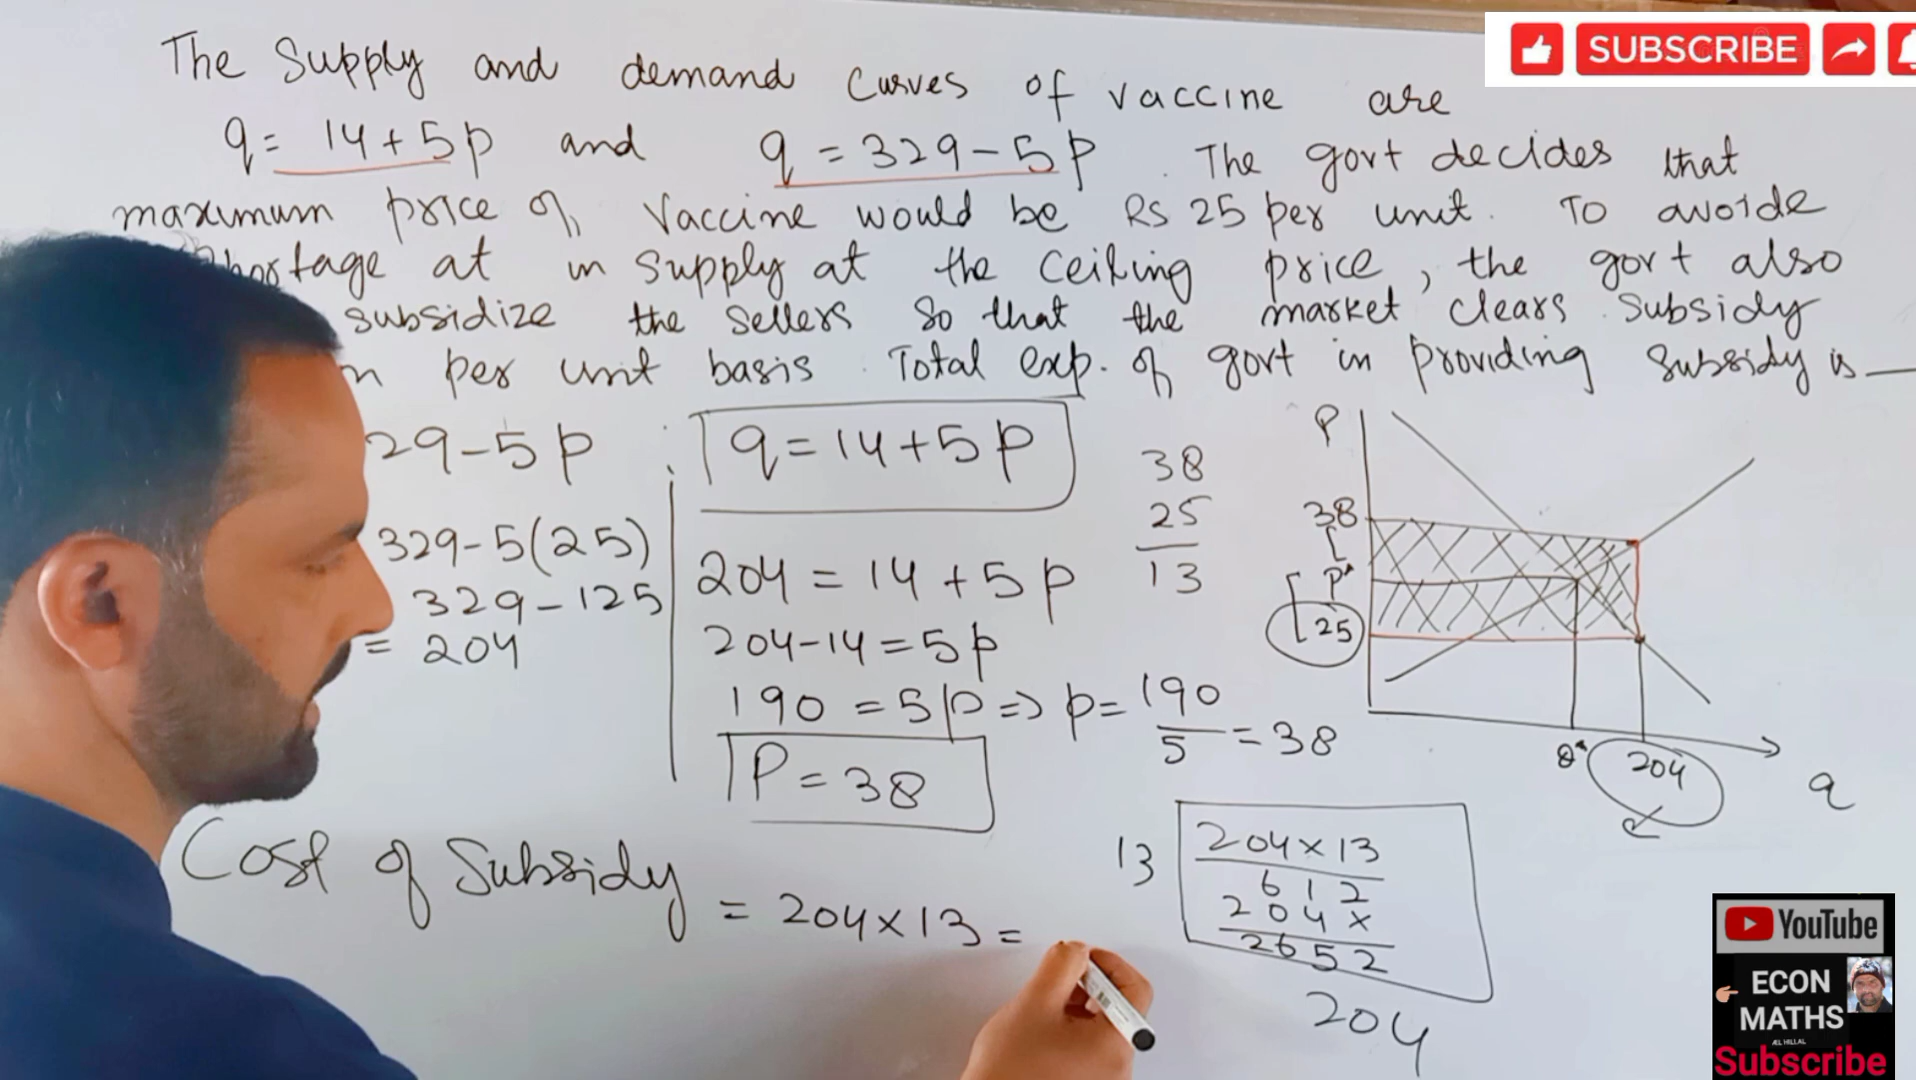 SUBSCRIBE
The Supply and demand Curves of vaccine are
q= 14+5p and q = 329-5p . The govt decides that
maximum price of Vaccine would be RS 25 per unit. TO avoide
hortage at in supply at the Ceiling price, the govt also
subsidize the sellers So that the market clears. Subsidy
n per unit basis. Total exp. of govt in providing subsidy is
29-5p
329-5(25)
329-125
= 204
q=14+5p
204 = 14 + 5p
204-14=5p
190 = 5p => p= 190/5 = 38
P = 38
38
25
13
P
38
P*
25
Q* 204
q
Cost of Subsidy = 204×13=
13
204×13
612
204×
2652
204
YouTube
ECON
MATHS
ÆL HILLAL
Subscribe